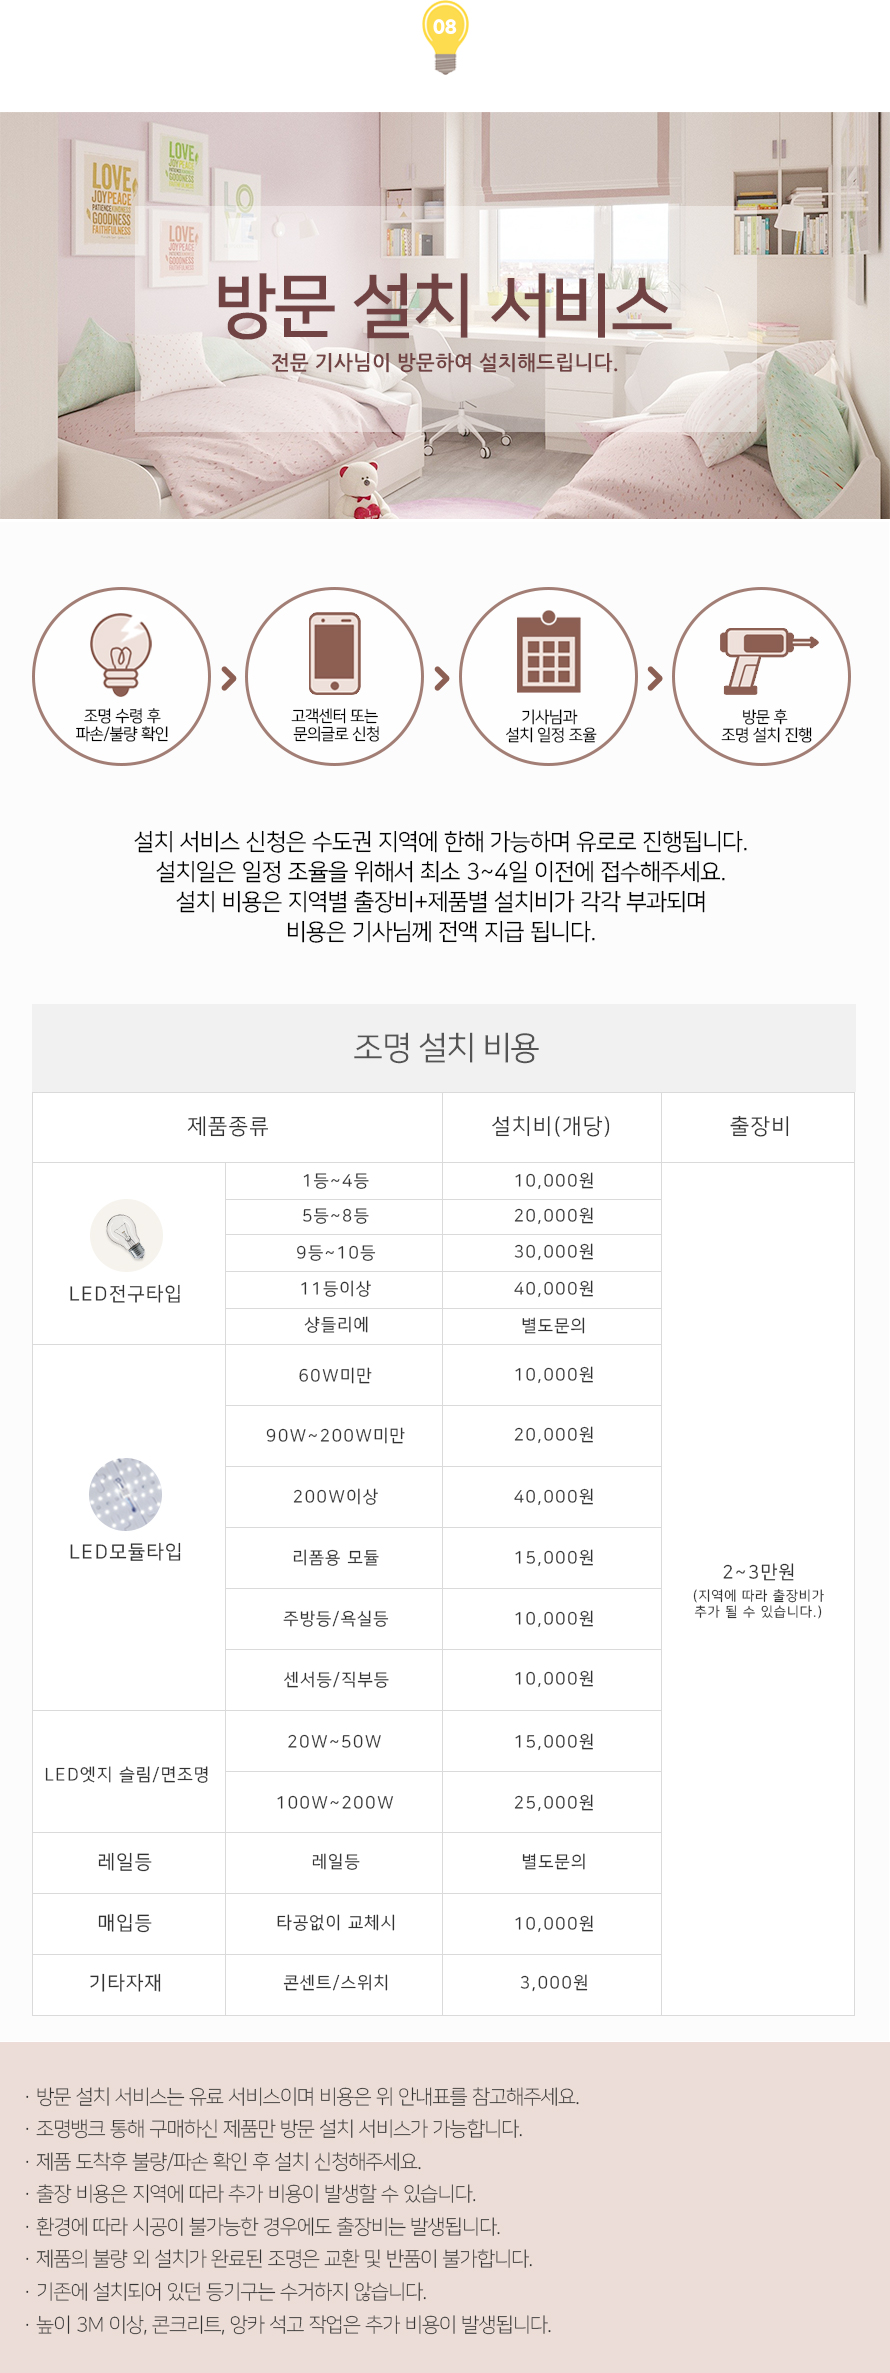 08
LOVE
JOYPEACE
PATIENCEKINDNESS
GOODNESS
FAITHFULNESS
LOVE
JOYPEACE
PATIENCEKINDNESS
GOODNESS
FAITHFULNESS
LO
LOVE
JOYPEACE
PATIENCEKINDNESS
GOODNESS
FAITHFULNESS
방문 설치 서비스
전문 기사님이 방문하여 설치해드립니다.
조명 수령 후
파손/불량 확인
고객센터 또는
문의글로 신청
기사님과
설치 일정 조율
방문 후
조명 설치 진행
설치 서비스 신청은 수도권 지역에 한해 가능하며 유로로 진행됩니다.
설치일은 일정 조율을 위해서 최소 3~4일 이전에 접수해주세요.
설치 비용은 지역별 출장비+제품별 설치비가 각각 부과되며
비용은 기사님께 전액 지급 됩니다.
조명 설치 비용
제품종류 설치비(개당) 출장비
LED전구타입
1등~4등 10,000원
5등~8등 20,000원
9등~10등 30,000원
11등이상 40,000원
샹들리에 별도문의
LED모듈타입
60W미만 10,000원
90W~200W미만 20,000원
200W이상 40,000원
리폼용 모듈 15,000원
주방등/욕실등 10,000원
센서등/직부등 10,000원
2~3만원
(지역에 따라 출장비가
추가 될 수 있습니다.)
LED엣지 슬림/면조명
20W~50W 15,000원
100W~200W 25,000원
레일등 레일등 별도문의
매입등 타공없이 교체시 10,000원
기타자재 콘센트/스위치 3,000원
· 방문 설치 서비스는 유료 서비스이며 비용은 위 안내표를 참고해주세요.
· 조명뱅크 통해 구매하신 제품만 방문 설치 서비스가 가능합니다.
· 제품 도착후 불량/파손 확인 후 설치 신청해주세요.
· 출장 비용은 지역에 따라 추가 비용이 발생할 수 있습니다.
· 환경에 따라 시공이 불가능한 경우에도 출장비는 발생됩니다.
· 제품의 불량 외 설치가 완료된 조명은 교환 및 반품이 불가합니다.
· 기존에 설치되어 있던 등기구는 수거하지 않습니다.
· 높이 3M 이상, 콘크리트, 앙카 석고 작업은 추가 비용이 발생됩니다.